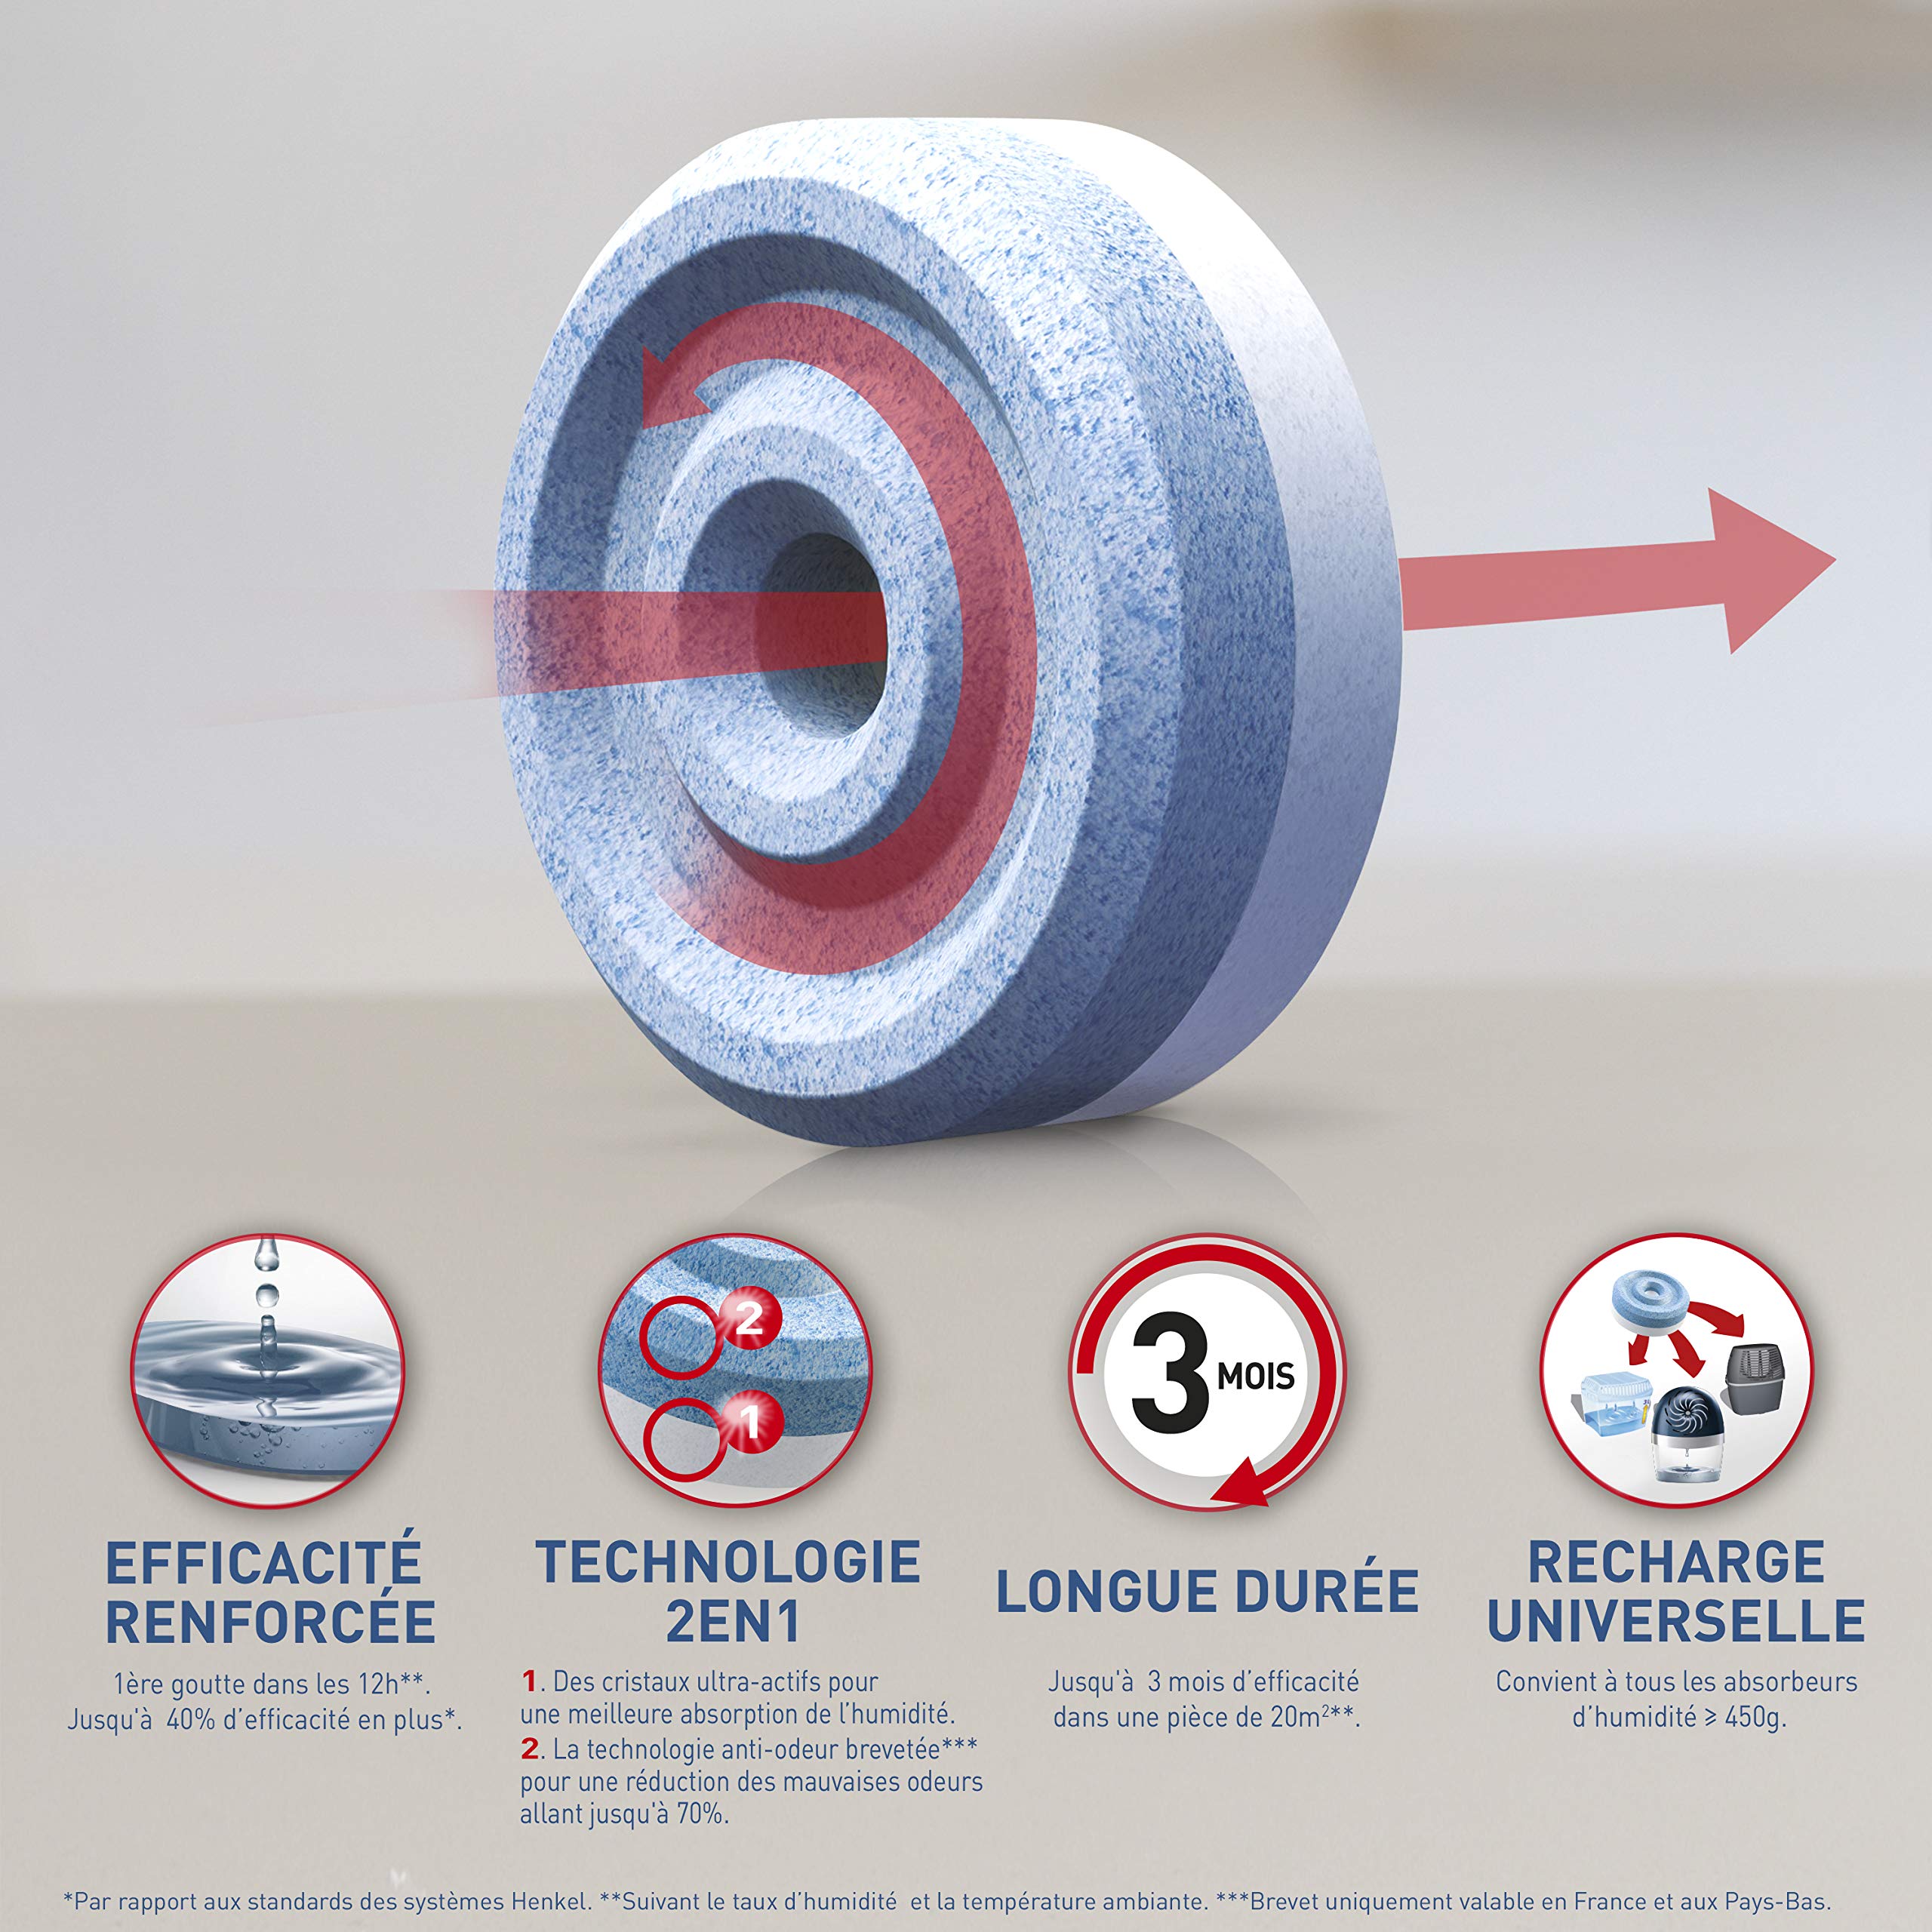 2
1
3 MOIS
EFFICACITÉ
RENFORCÉE
1ère goutte dans les 12h**.
Jusqu'à 40% d'efficacité en plus*.
TECHNOLOGIE
2EN1
1. Des cristaux ultra-actifs pour
une meilleure absorption de l'humidité.
2. La technologie anti-odeur brevetée***
pour une réduction des mauvaises odeurs
allant jusqu'à 70%.
LONGUE DURÉE
Jusqu'à 3 mois d'efficacité
dans une pièce de 20m²**.
RECHARGE
UNIVERSELLE
Convient à tous les absorbeurs
d'humidité ⩾ 450g.
*Par rapport aux standards des systèmes Henkel. **Suivant le taux d'humidité et la température ambiante. ***Brevet uniquement valable en France et aux Pays-Bas.